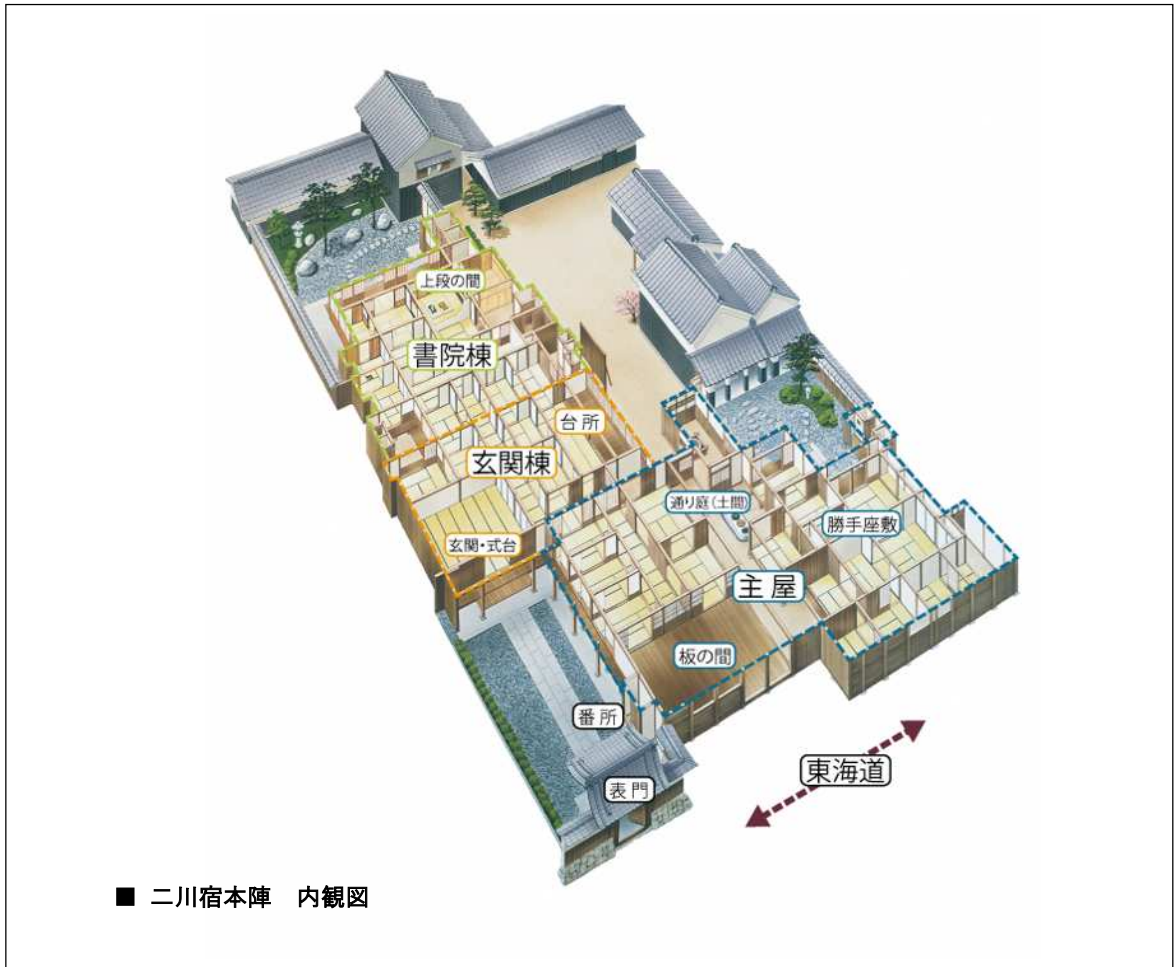 上段の間
書院棟
台所
玄関棟
玄関・式台
通り庭(土間)
勝手座敷
主屋
板の間
番所
表門
東海道
■ 二川宿本陣 内観図